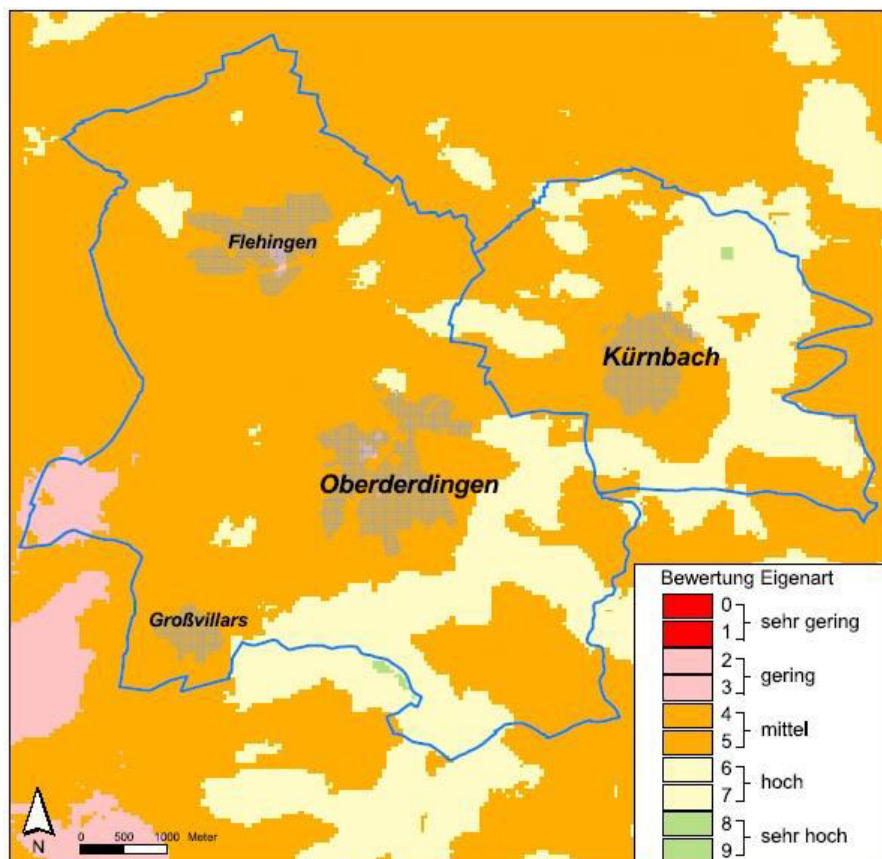 Flehingen
Kürnbach
Oberderdingen
Großvillars
Bewertung Eigenart
0
1
sehr gering
2
3
gering
4
5
mittel
6
7
hoch
8
9
sehr hoch
N
0 500 1000 Meter